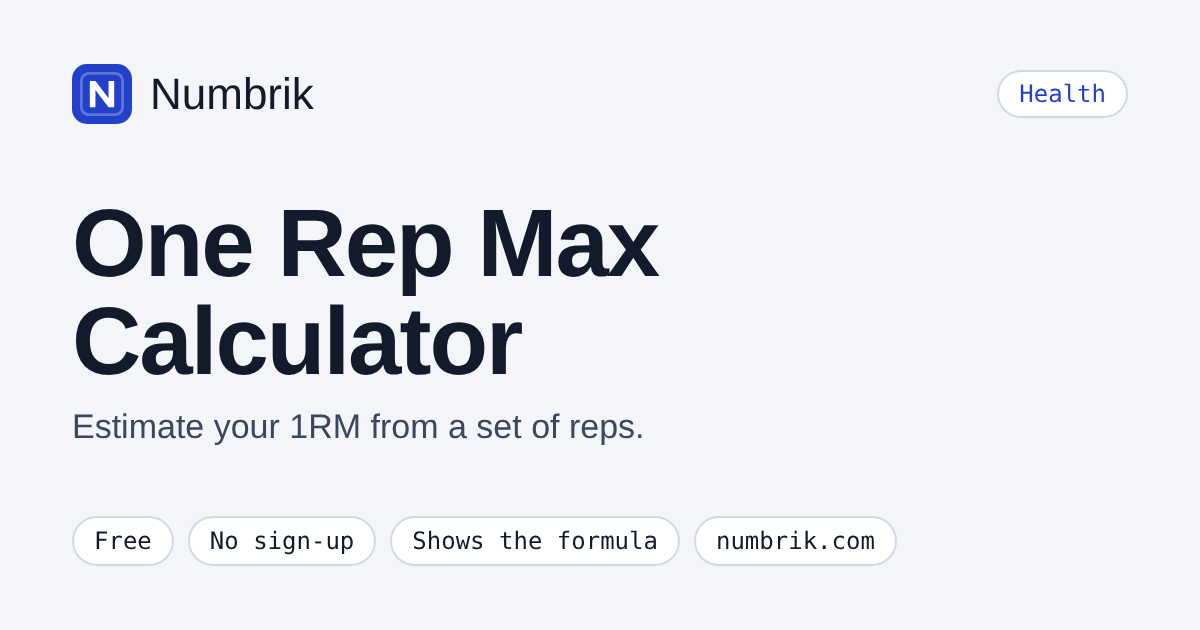 N Numbrik
Health
One Rep Max
Calculator
Estimate your 1RM from a set of reps.
Free
No sign-up
Shows the formula
numbrik.com